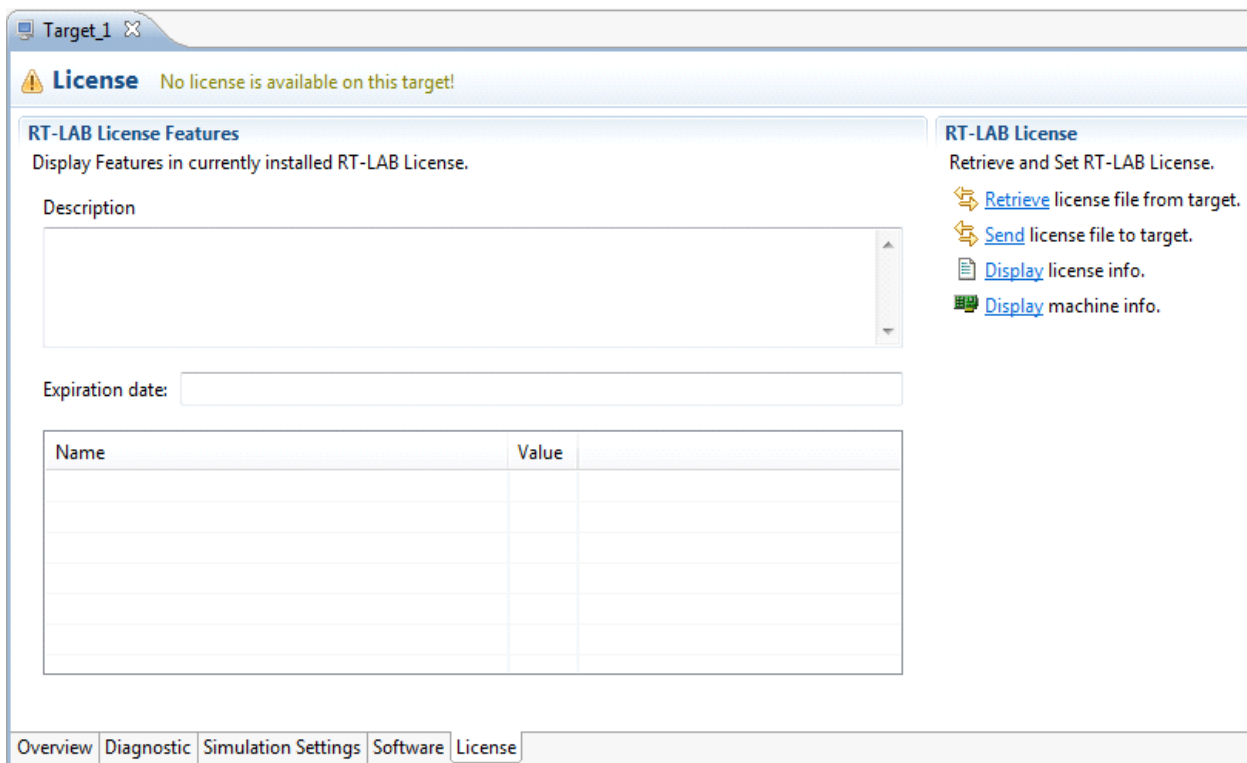 Target_1
License No license is available on this target!
RT-LAB License Features
Display Features in currently installed RT-LAB License.
Description
Expiration date:
Name Value
RT-LAB License
Retrieve and Set RT-LAB License.
Retrieve license file from target.
Send license file to target.
Display license info.
Display machine info.
Overview Diagnostic Simulation Settings Software License